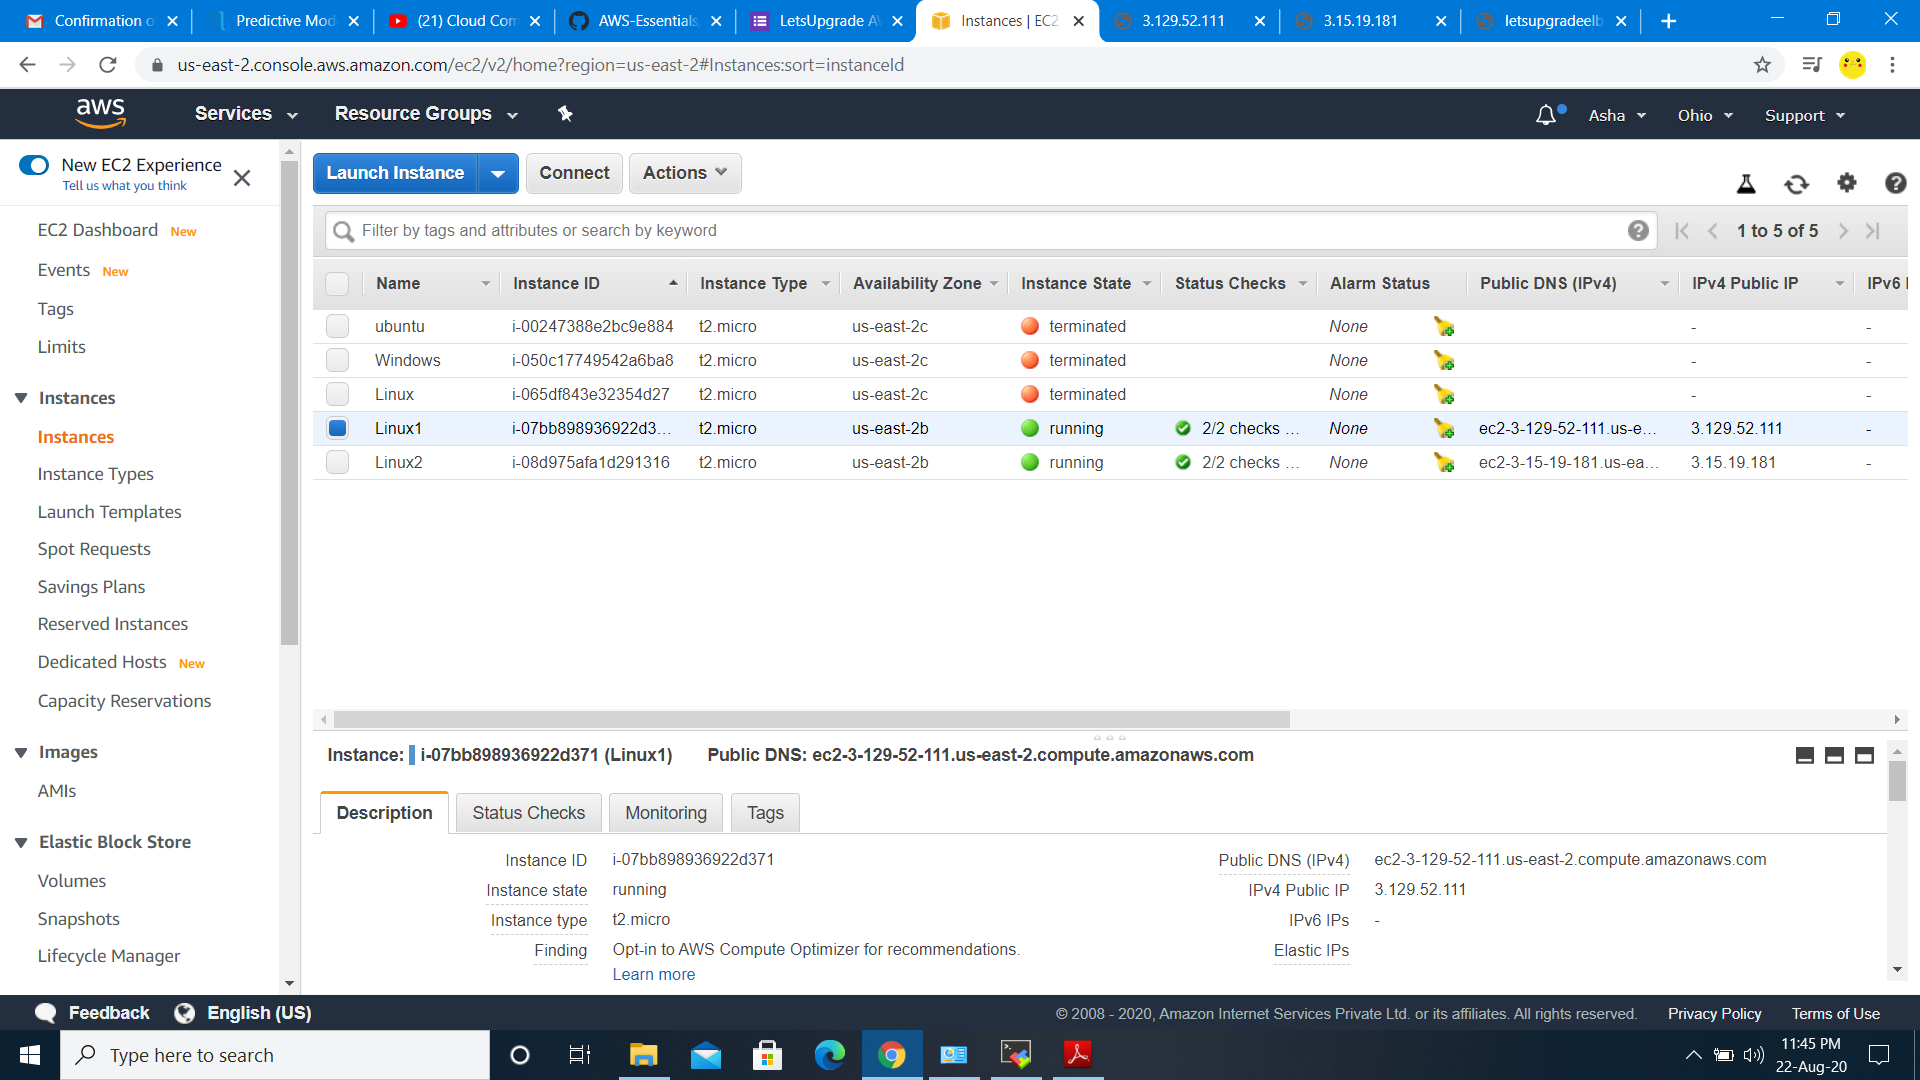 Confirmation o
Predictive Mod
(21) Cloud Com
AWS-Essentials
LetsUpgrade AW
Instances | EC2
3.129.52.111
3.15.19.181
letsupgradeelb
us-east-2.console.aws.amazon.com/ec2/v2/home?region=us-east-2#Instances:sort=instanceId
aws
Services
Resource Groups
Asha
Ohio
Support
New EC2 Experience
Tell us what you think
EC2 Dashboard New
Events New
Tags
Limits
Instances
Instances
Instance Types
Launch Templates
Spot Requests
Savings Plans
Reserved Instances
Dedicated Hosts New
Capacity Reservations
Images
AMIs
Elastic Block Store
Volumes
Snapshots
Lifecycle Manager
Launch Instance
Connect
Actions
Filter by tags and attributes or search by keyword
1 to 5 of 5
Name Instance ID Instance Type Availability Zone Instance State Status Checks Alarm Status Public DNS (IPv4) IPv4 Public IP IPv6 I
ubuntu i-00247388e2bc9e884 t2.micro us-east-2c terminated None - -
Windows i-050c17749542a6ba8 t2.micro us-east-2c terminated None - -
Linux i-065df843e32354d27 t2.micro us-east-2c terminated None - -
Linux1 i-07bb898936922d3... t2.micro us-east-2b running 2/2 checks ... None ec2-3-129-52-111.us-e... 3.129.52.111 -
Linux2 i-08d975afa1d291316 t2.micro us-east-2b running 2/2 checks ... None ec2-3-15-19-181.us-ea... 3.15.19.181 -
Instance: i-07bb898936922d371 (Linux1) Public DNS: ec2-3-129-52-111.us-east-2.compute.amazonaws.com
Description Status Checks Monitoring Tags
Instance ID i-07bb898936922d371
Instance state running
Instance type t2.micro
Finding Opt-in to AWS Compute Optimizer for recommendations.
Learn more
Public DNS (IPv4) ec2-3-129-52-111.us-east-2.compute.amazonaws.com
IPv4 Public IP 3.129.52.111
IPv6 IPs -
Elastic IPs
Feedback
English (US)
© 2008 - 2020, Amazon Internet Services Private Ltd. or its affiliates. All rights reserved.
Privacy Policy
Terms of Use
Type here to search
11:45 PM
22-Aug-20